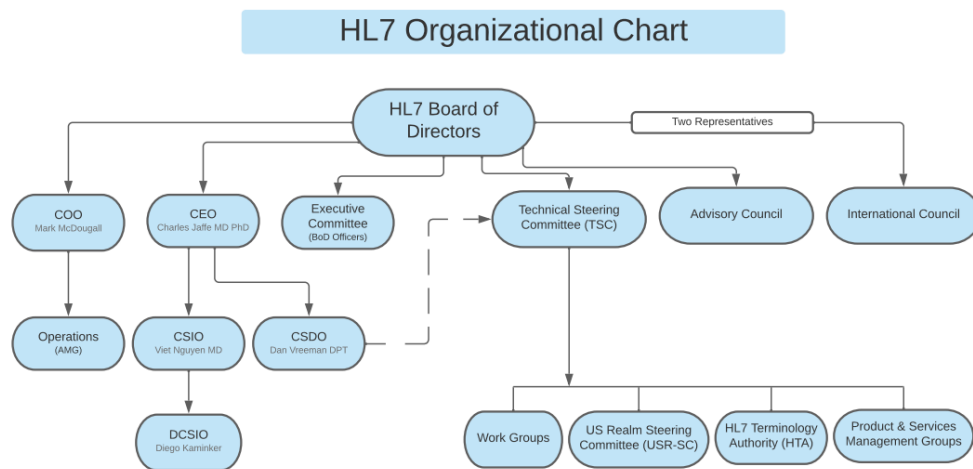 HL7 Organizational Chart
HL7 Board of
Directors
Two Representatives
COO
Mark McDougall
CEO
Charles Jaffe MD PhD
Executive
Committee
(BoD Officers)
Technical Steering
Committee (TSC)
Advisory Council
International Council
Operations
(AMG)
CSIO
Viet Nguyen MD
CSDO
Dan Vreeman DPT
DCSIO
Diego Kaminker
Work Groups
US Realm Steering
Committee (USR-SC)
HL7 Terminology
Authority (HTA)
Product & Services
Management Groups